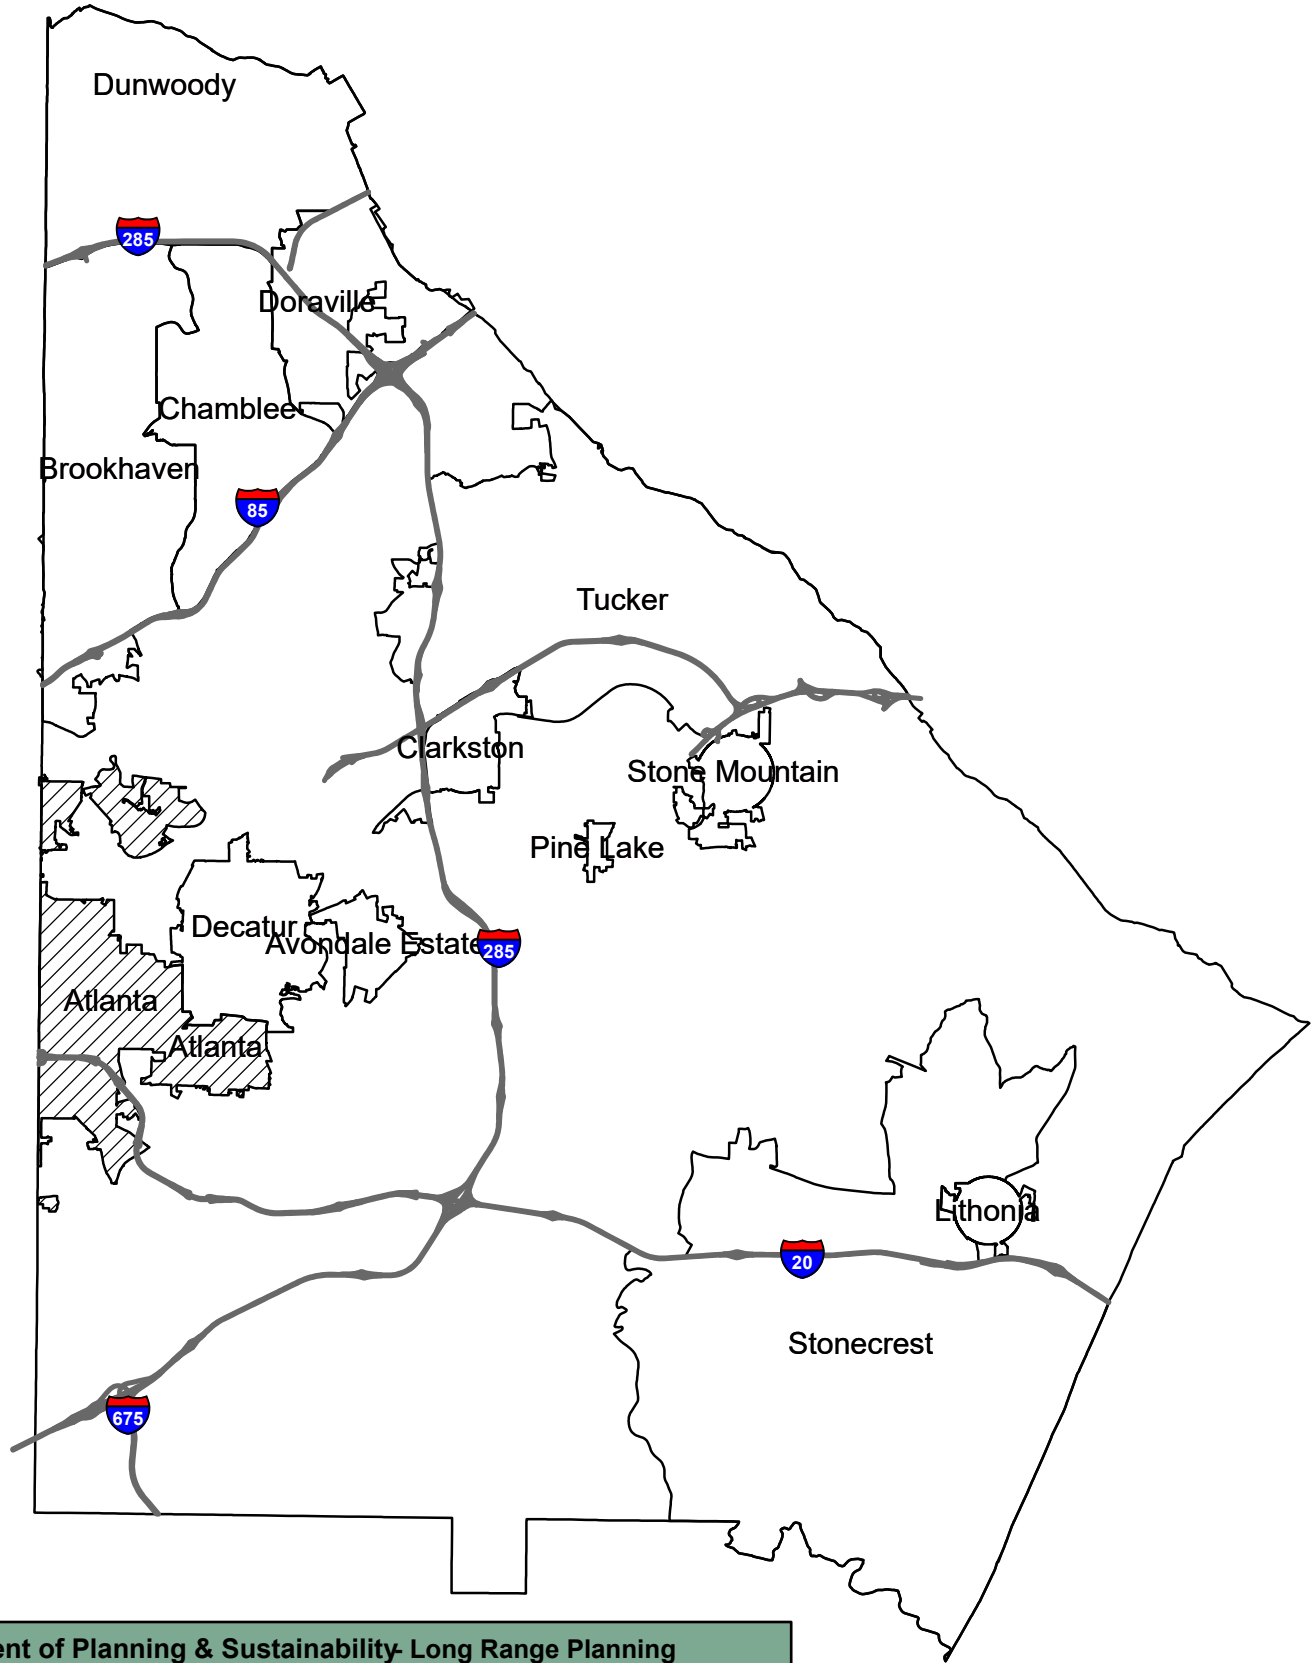 Dunwoody
285
Doraville
Chamblee
Brookhaven
85
Tucker
Clarkston
Stone Mountain
Pine Lake
Decatur
Avondale Estate
285
Atlanta
Atlanta
Lithonia
20
Stonecrest
675
ent of Planning & Sustainability- Long Range Planning